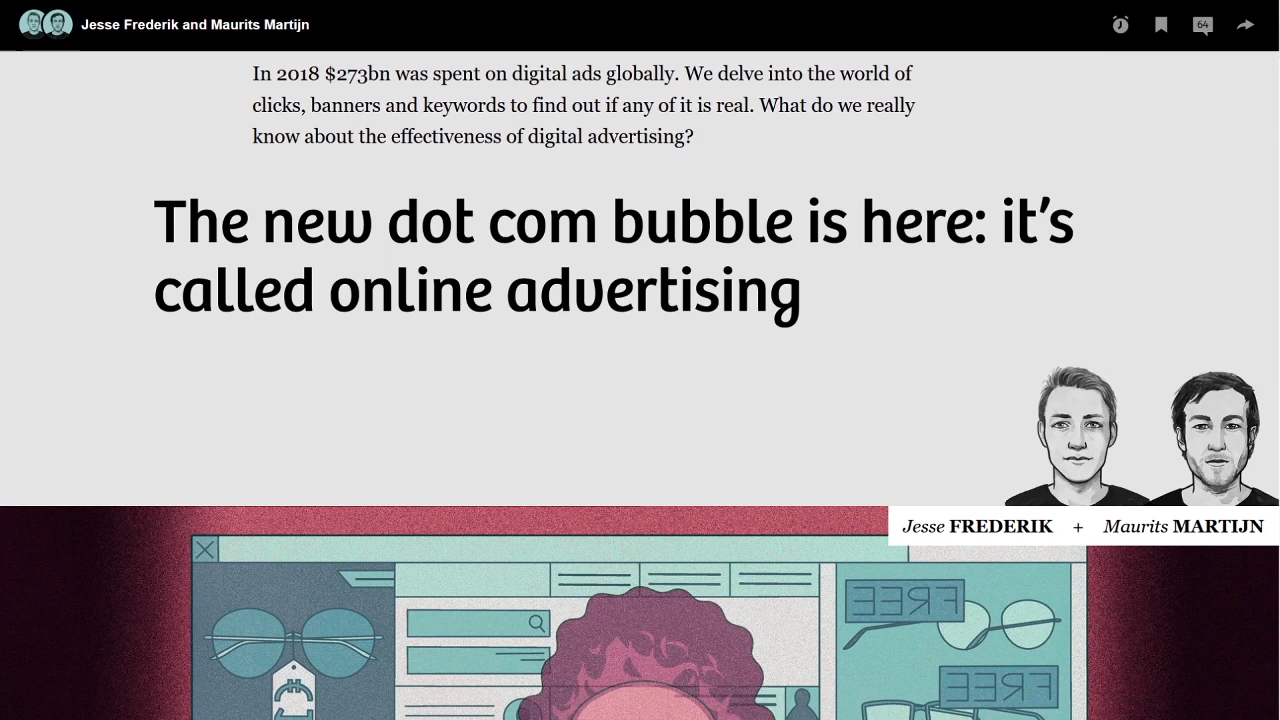 Jesse Frederik and Maurits Martijn
64
In 2018 $273bn was spent on digital ads globally. We delve into the world of
clicks, banners and keywords to find out if any of it is real. What do we really
know about the effectiveness of digital advertising?
The new dot com bubble is here: it’s
called online advertising
Jesse FREDERIK + Maurits MARTIJN
FREE
FREE